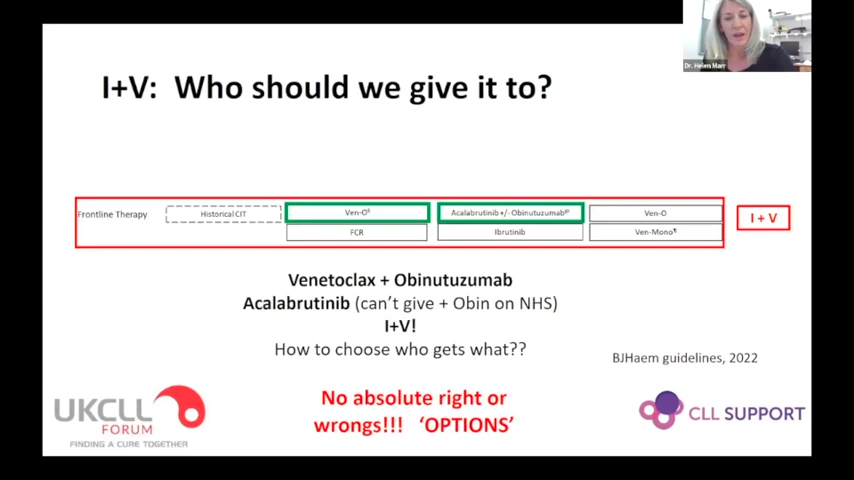 Dr. Helen Marr
I+V: Who should we give it to?
Frontline Therapy
Historical CIT
Ven-O
Acalabrutinib +/- Obinutuzumab
Ven-O
FCR
Ibrutinib
Ven-Mono¶
I + V
Venetoclax + Obinutuzumab
Acalabrutinib (can't give + Obin on NHS)
I+V!
How to choose who gets what??
BJHaem guidelines, 2022
No absolute right or
wrongs!!! 'OPTIONS'
UKCLL
FORUM
FINDING A CURE TOGETHER
CLL SUPPORT